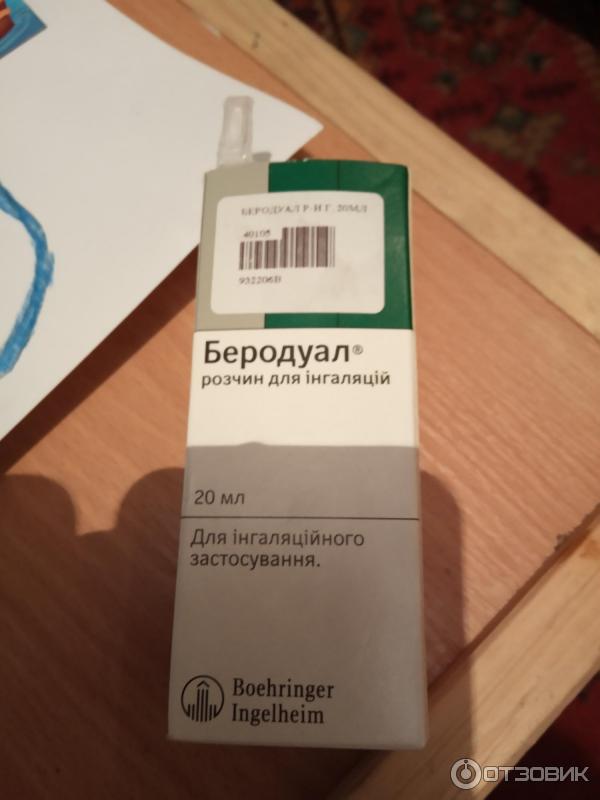 БЕРОДУАЛ Р-Н Г. 20МЛ
40105
932206В
Беродуал®
розчин для інгаляцій
20 мл
Для інгаляційного
застосування.
Boehringer
Ingelheim
ОТЗОВИК